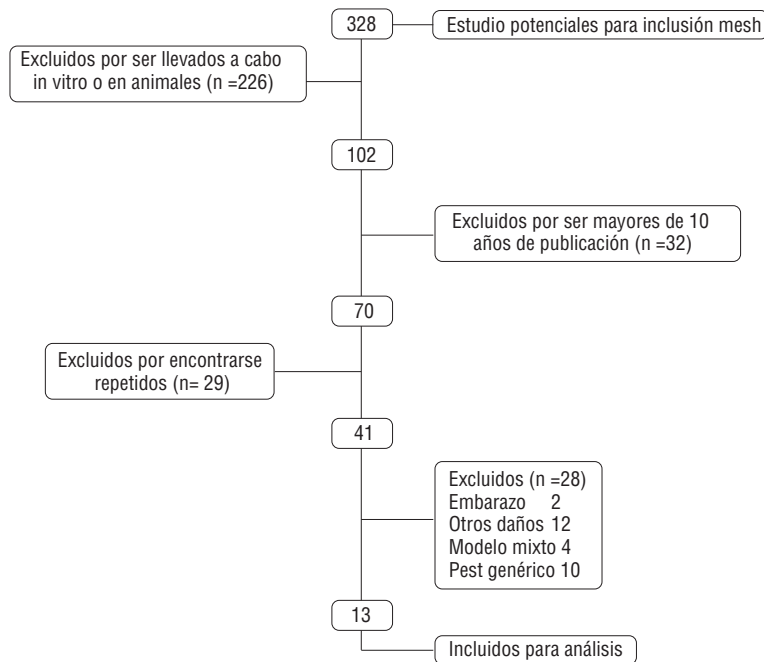 328
Estudio potenciales para inclusión mesh
Excluidos por ser llevados a cabo
in vitro o en animales (n =226)
102
Excluidos por ser mayores de 10
años de publicación (n =32)
70
Excluidos por encontrarse
repetidos (n= 29)
41
Excluidos (n =28)
Embarazo 2
Otros daños 12
Modelo mixto 4
Pest genérico 10
13
Incluidos para análisis